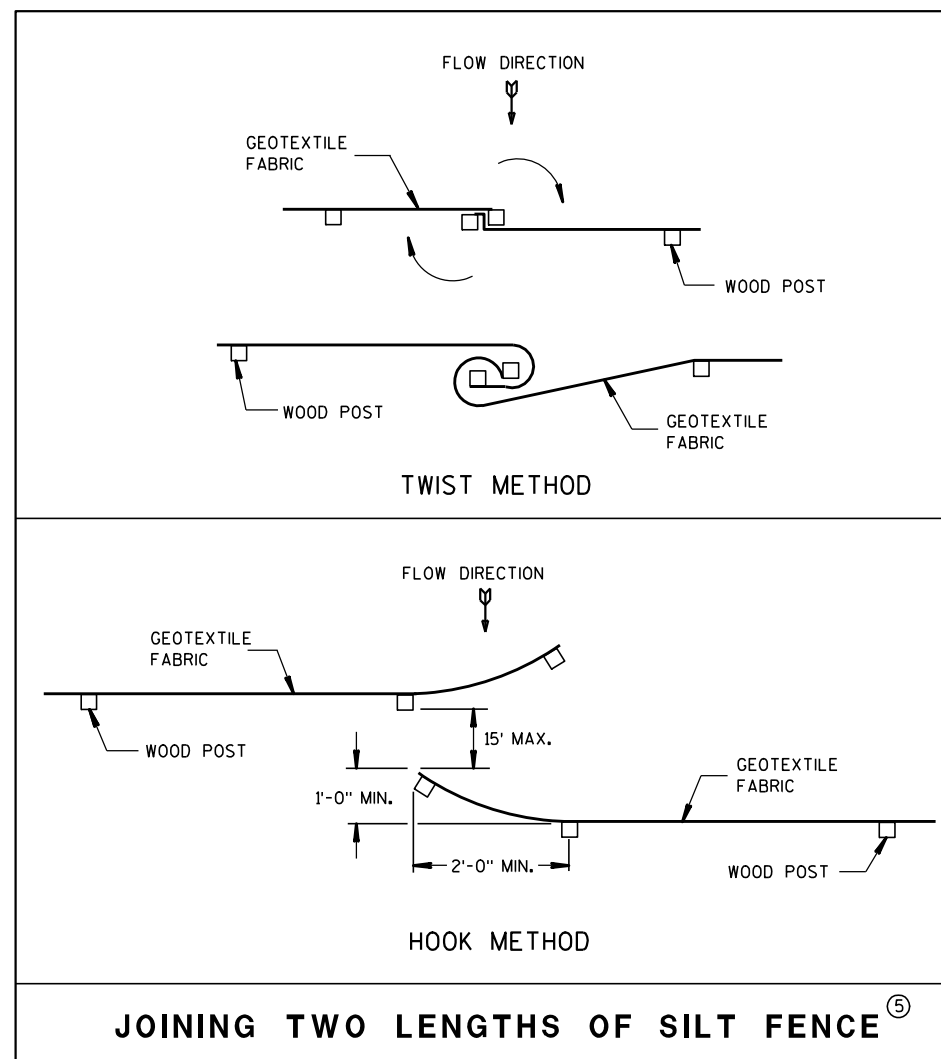 FLOW DIRECTION
GEOTEXTILE
FABRIC
WOOD POST
WOOD POST
GEOTEXTILE
FABRIC
TWIST METHOD
FLOW DIRECTION
GEOTEXTILE
FABRIC
WOOD POST
15' MAX.
1'-0" MIN.
GEOTEXTILE
FABRIC
2'-0" MIN.
WOOD POST
HOOK METHOD
JOINING TWO LENGTHS OF SILT FENCE ⑤